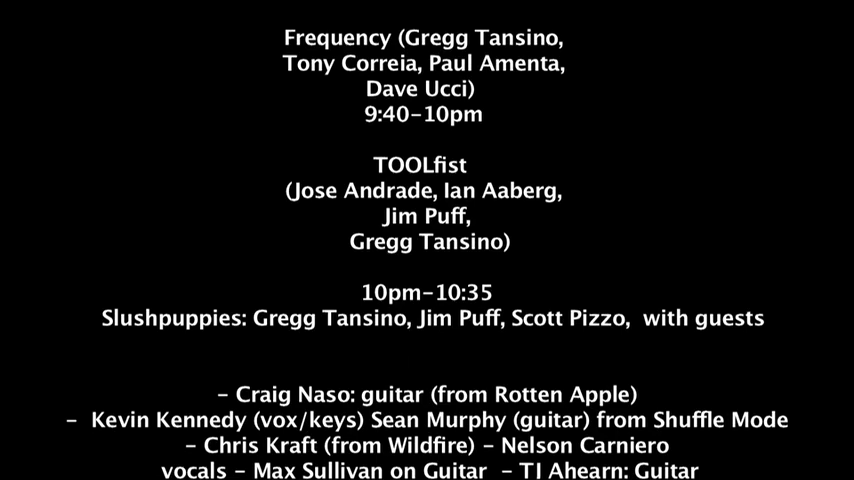 Frequency (Gregg Tansino,
Tony Correia, Paul Amenta,
Dave Ucci)
9:40-10pm
TOOLfist
(Jose Andrade, Ian Aaberg,
Jim Puff,
Gregg Tansino)
10pm-10:35
Slushpuppies: Gregg Tansino, Jim Puff, Scott Pizzo,  with guests
- Craig Naso: guitar (from Rotten Apple)
-  Kevin Kennedy (vox/keys) Sean Murphy (guitar) from Shuffle Mode
- Chris Kraft (from Wildfire) - Nelson Carniero
vocals - Max Sullivan on Guitar  - TJ Ahearn: Guitar